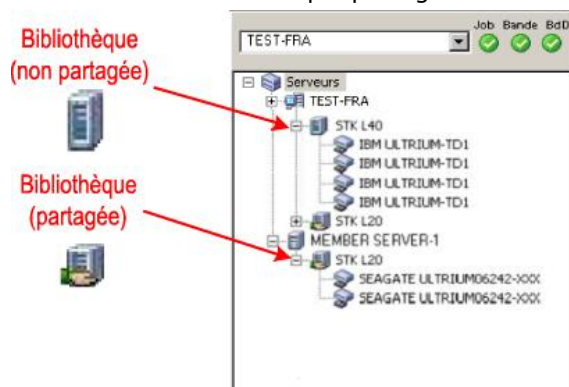 Bibliothèque
(non partagée)
Bibliothèque
(partagée)
TEST-FRA
Job Bande BdD
Serveurs
TEST-FRA
STK L40
IBM ULTRIUM-TD1
IBM ULTRIUM-TD1
IBM ULTRIUM-TD1
IBM ULTRIUM-TD1
STK L20
MEMBER SERVER-1
STK L20
SEAGATE ULTRIUM06242-XXX
SEAGATE ULTRIUM06242-XXX